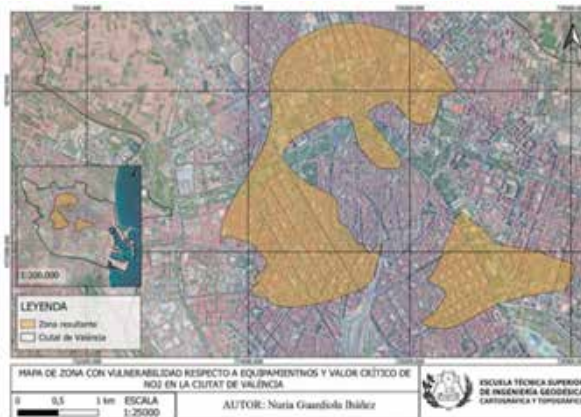 1:200.000
LEYENDA
Zona resultante
Ciutat de València
MAPA DE ZONA CON VULNERABILIDAD RESPECTO A EQUIPAMIENTNOS Y VALOR CRÍTICO DE
NO2 EN LA CIUTAT DE VALÈNCIA
0 0,5 1 km
ESCALA
1:25000
AUTOR: Nuria Guardiola Ibáñez
ESCUELA TÉCNICA SUPERIOR
DE INGENIERÍA GEODÉSICA
CARTOGRÁFICA Y TOPOGRÁFICA